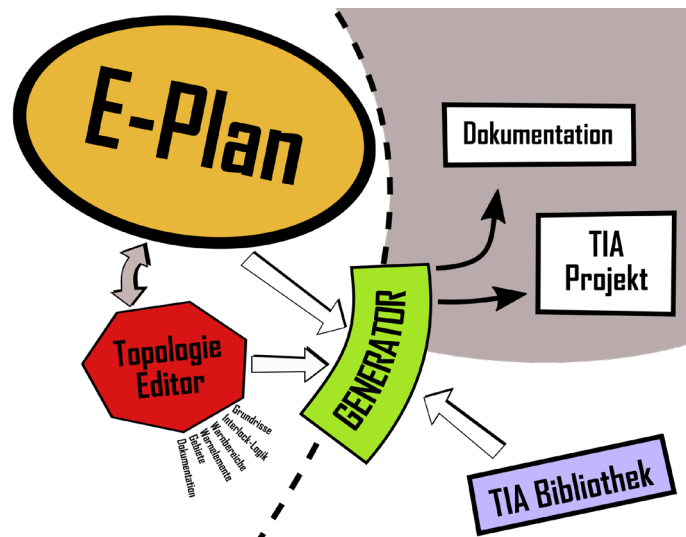 E-Plan
Dokumentation
TIA
Projekt
GENERATOR
Topologie
Editor
Grundrisse
Interlock-Logik
Warnbereiche
Warnelemente
Gebiete
Dokumentation
TIA Bibliothek